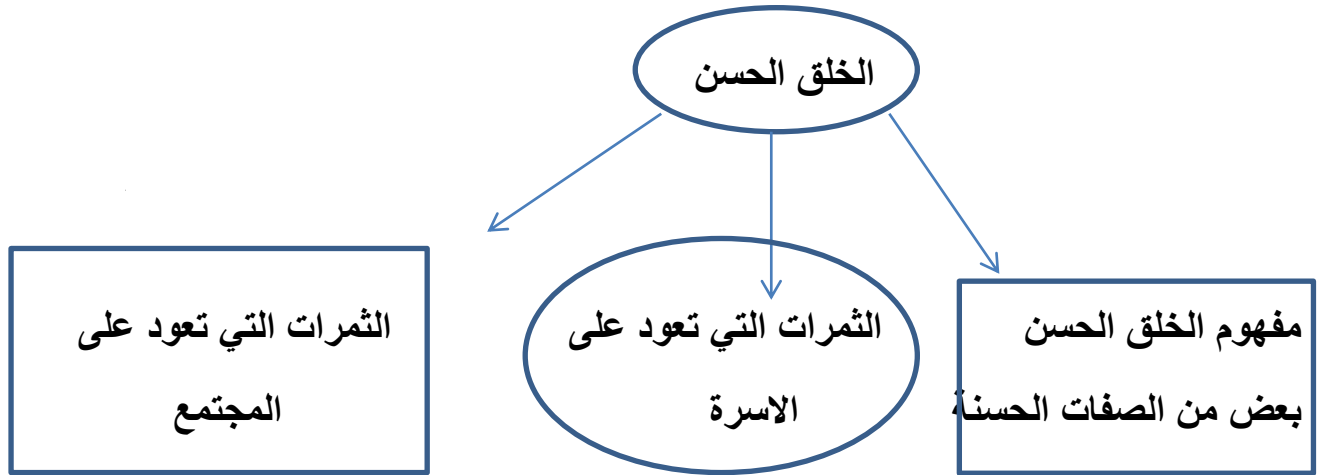 الخلق الحسن
مفهوم الخلق الحسن
بعض من الصفات الحسنة
الثمرات التي تعود على
الاسرة
الثمرات التي تعود على
المجتمع